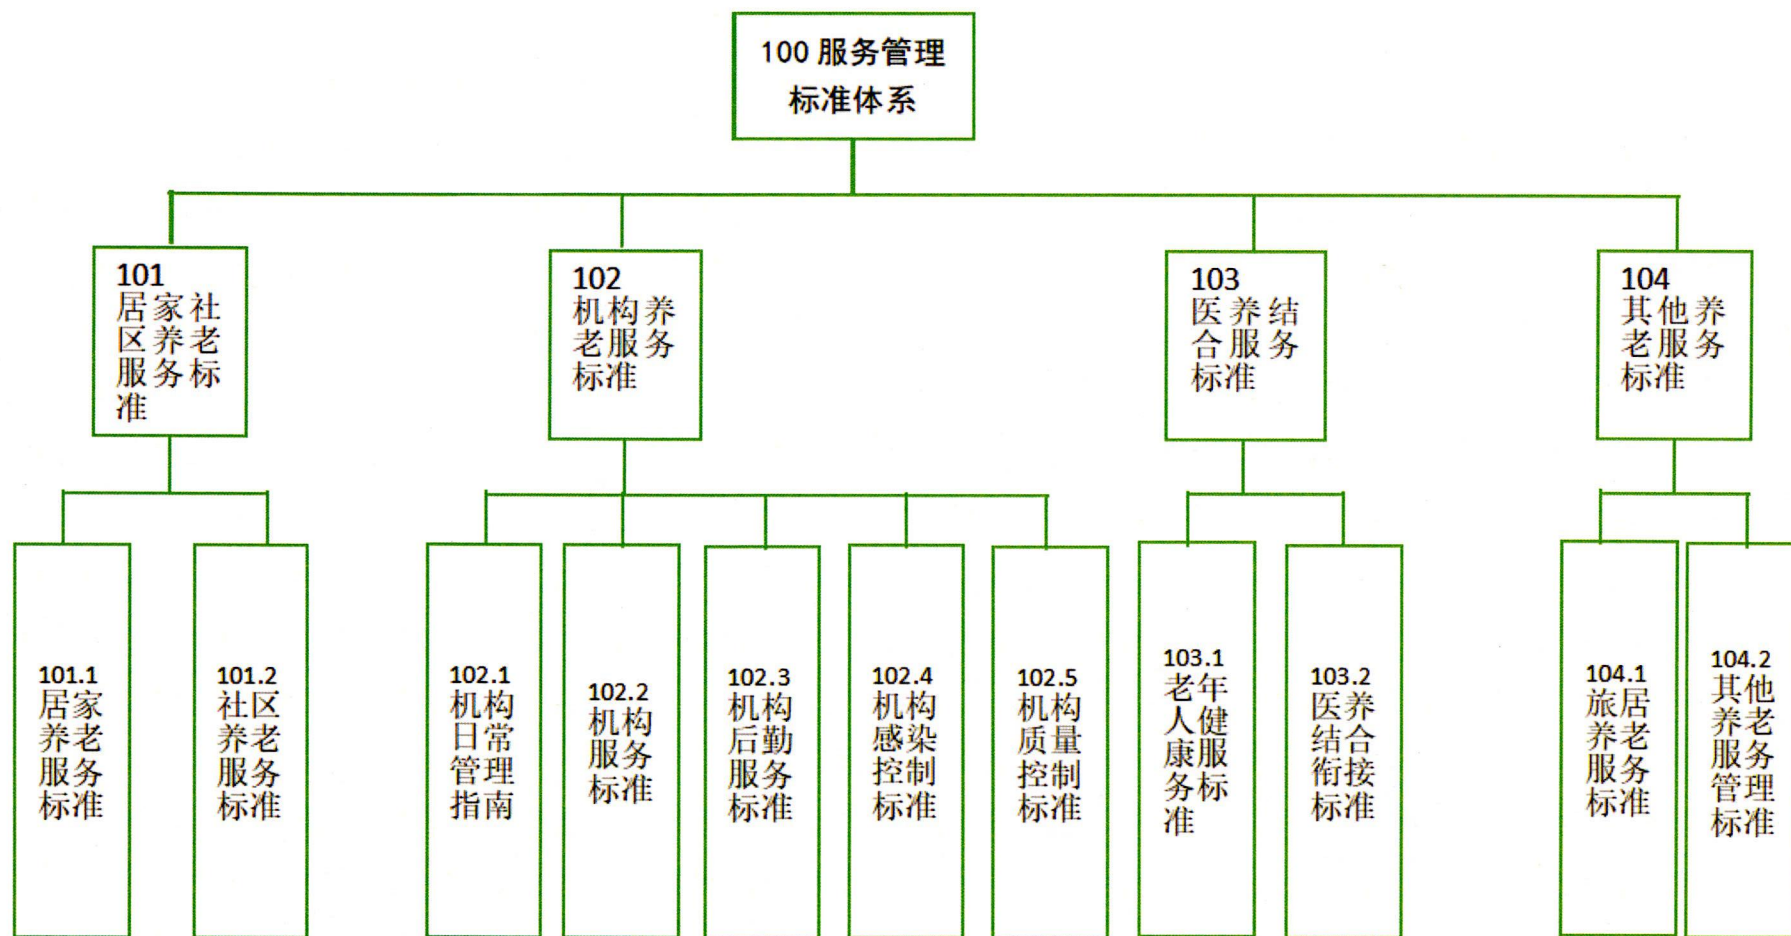 100 服务管理
标准体系
101
居家社
区养老
服务标
准
102
机构养
老服务
标准
103
医养结
合服务
标准
104
其他养
老服务
标准
101.1
居家
养老
服务
标准
101.2
社区
养老
服务
标准
102.1
机构
日常
管理
指南
102.2
机构
服务
标准
102.3
机构
后勤
服务
标准
102.4
机构
感染
控制
标准
102.5
机构
质量
控制
标准
103.1
老年
人健
康服
务标
准
103.2
医养
结合
衔接
标准
104.1
旅居
养老
服务
标准
104.2
其他
养老
服务
管理
标准